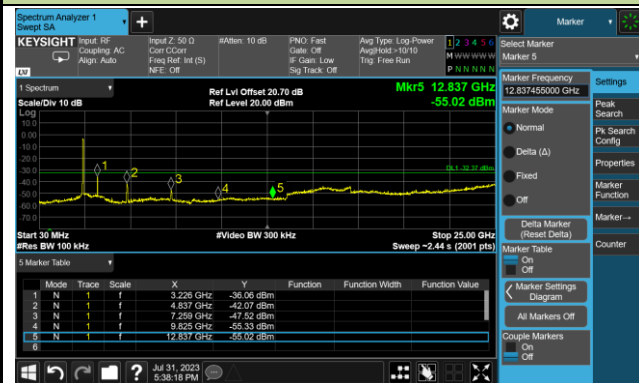 Spectrum Analyzer 1
Swept SA
+
Marker
KEYSIGHT
Input: RF
Coupling: AC
Align: Auto
Input Z: 50 Ω
Corr CCorr
Freq Ref: Int (S)
NFE: Off
#Atten: 10 dB
PNO: Fast
Gate: Off
IF Gain: Low
Sig Track: Off
Avg Type: Log-Power
Avg|Hold:>10/10
Trig: Free Run
1 2 3 4 5 6
M W W W W W
P N N N N N
LXI
Select Marker
Marker 5
1 Spectrum
Scale/Div 10 dB
Log
Ref Lvl Offset 20.70 dB
Ref Level 20.00 dBm
Mkr5 12.837 GHz
-55.02 dBm
10.0
0.00
-10.0
-20.0
-30.0
-40.0
-50.0
-60.0
-70.0
1
2
3
4
5
DL1 -32.37 dBm
Start 30 MHz
#Res BW 100 kHz
#Video BW 300 kHz
Stop 25.00 GHz
Sweep ~2.44 s (2001 pts)
5 Marker Table
Mode Trace Scale X Y Function Function Width Function Value
1 N 1 f 3.226 GHz -36.06 dBm
2 N 1 f 4.837 GHz -42.07 dBm
3 N 1 f 7.259 GHz -47.52 dBm
4 N 1 f 9.825 GHz -55.33 dBm
5 N 1 f 12.837 GHz -55.02 dBm
6
Marker Frequency
12.837455000 GHz
Marker Mode
Normal
Delta (Δ)
Fixed
Off
Delta Marker
(Reset Delta)
Marker Table
On
Off
Marker Settings
Diagram
All Markers Off
Couple Markers
On
Off
Settings
Peak
Search
Pk Search
Config
Properties
Marker
Function
Marker→
Counter
?
Jul 31, 2023
5:38:18 PM